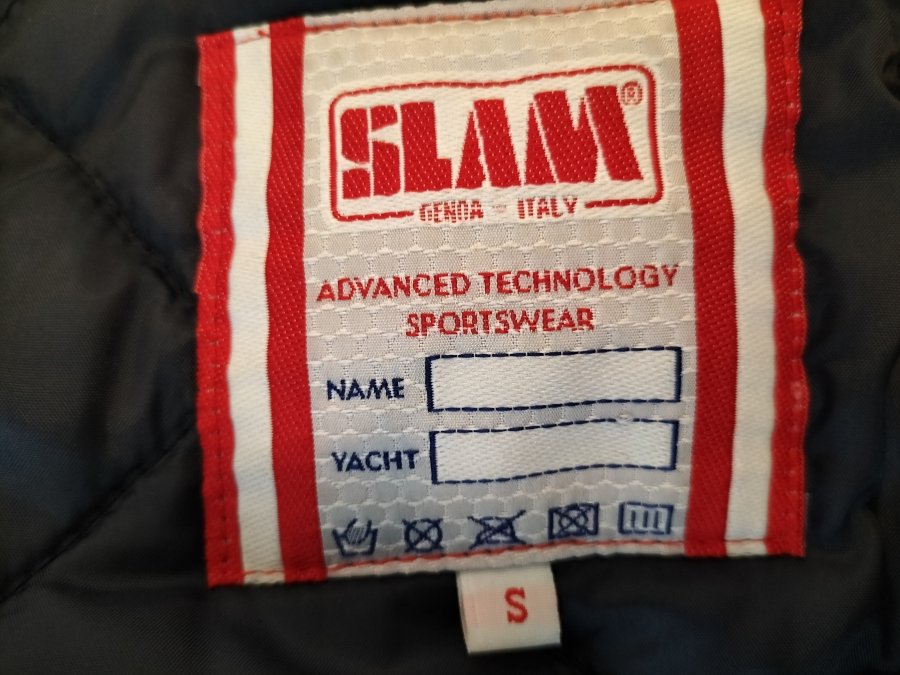 SLAM®
GENOA - ITALY
ADVANCED TECHNOLOGY
SPORTSWEAR
NAME
YACHT
S